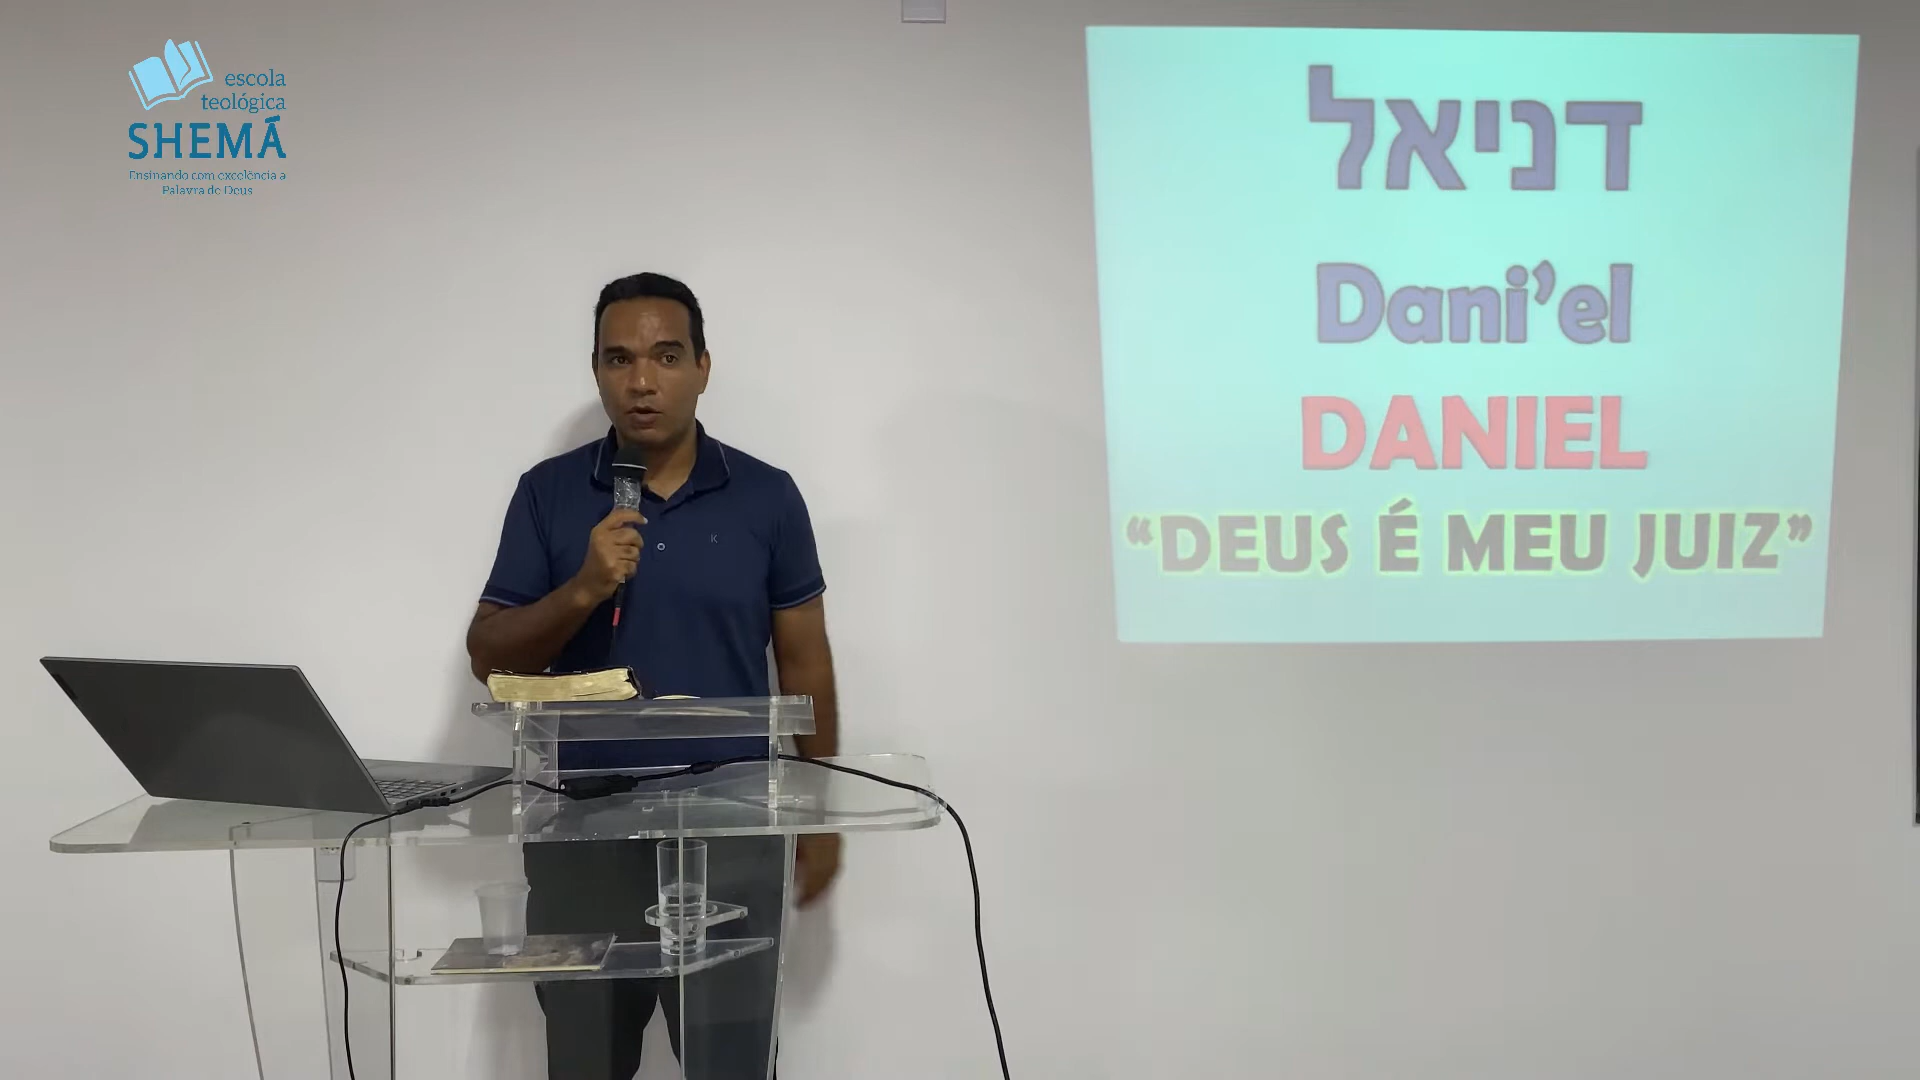 escola
teológica
SHEMÁ
Ensinando com excelência a
Palavra de Deus
דניאל
Dani’el
DANIEL
“DEUS É MEU JUIZ”
K